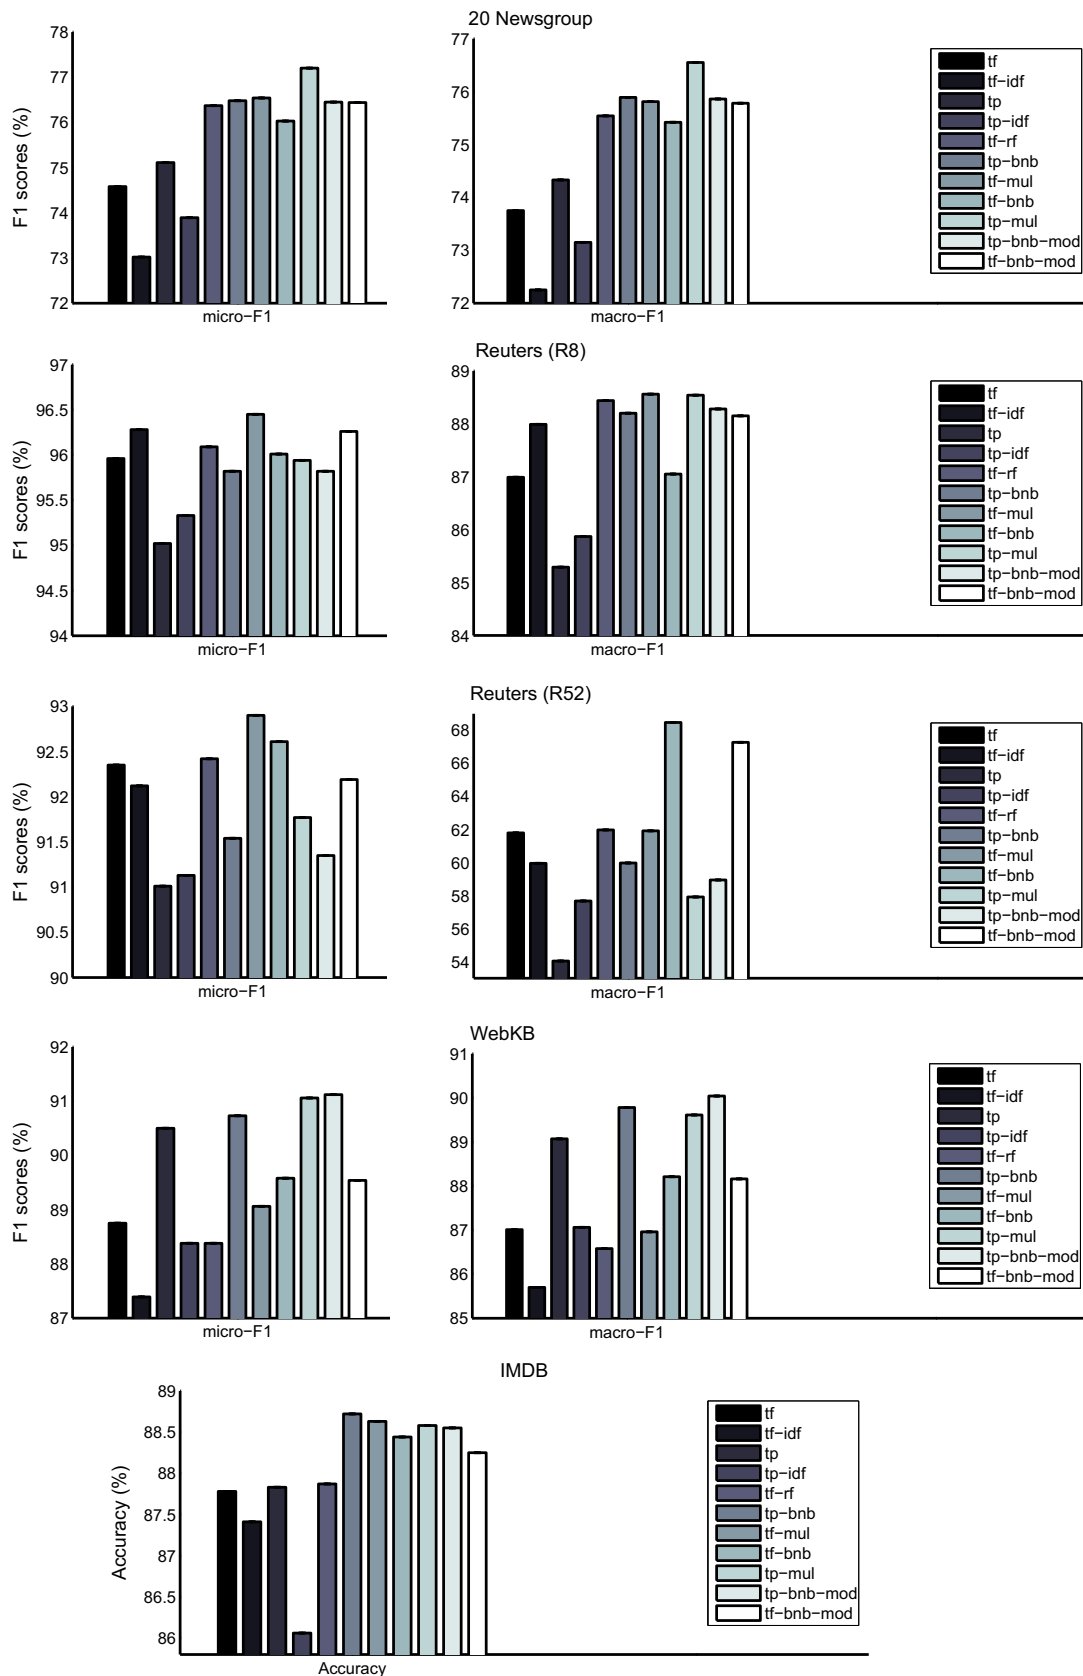 20 Newsgroup
F1 scores (%)
78
77
76
75
74
73
72
micro−F1
77
76
75
74
73
72
macro−F1
tf
tf−idf
tp
tp−idf
tf−rf
tp−bnb
tf−mul
tf−bnb
tp−mul
tp−bnb−mod
tf−bnb−mod
Reuters (R8)
F1 scores (%)
97
96.5
96
95.5
95
94.5
94
micro−F1
89
88
87
86
85
84
macro−F1
tf
tf−idf
tp
tp−idf
tf−rf
tp−bnb
tf−mul
tf−bnb
tp−mul
tp−bnb−mod
tf−bnb−mod
Reuters (R52)
F1 scores (%)
93
92.5
92
91.5
91
90.5
90
micro−F1
68
66
64
62
60
58
56
54
macro−F1
tf
tf−idf
tp
tp−idf
tf−rf
tp−bnb
tf−mul
tf−bnb
tp−mul
tp−bnb−mod
tf−bnb−mod
WebKB
F1 scores (%)
92
91
90
89
88
87
micro−F1
91
90
89
88
87
86
85
macro−F1
tf
tf−idf
tp
tp−idf
tf−rf
tp−bnb
tf−mul
tf−bnb
tp−mul
tp−bnb−mod
tf−bnb−mod
IMDB
Accuracy (%)
89
88.5
88
87.5
87
86.5
86
Accuracy
tf
tf−idf
tp
tp−idf
tf−rf
tp−bnb
tf−mul
tf−bnb
tp−mul
tp−bnb−mod
tf−bnb−mod